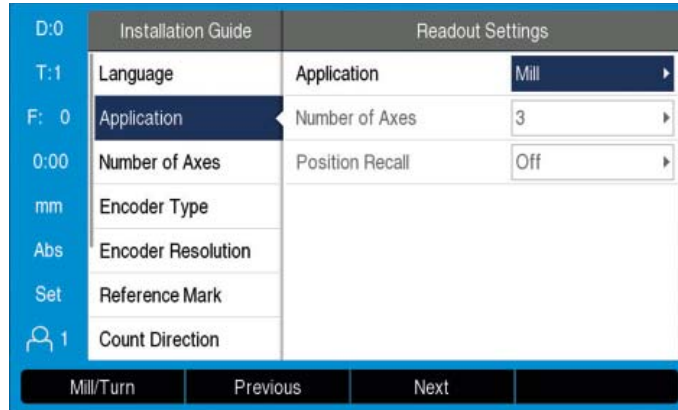 D:0
T:1
F: 0
0:00
mm
Abs
Set
1
Installation Guide
Language
Application
Number of Axes
Encoder Type
Encoder Resolution
Reference Mark
Count Direction
Readout Settings
Application Mill
Number of Axes 3
Position Recall Off
Mill/Turn Previous Next